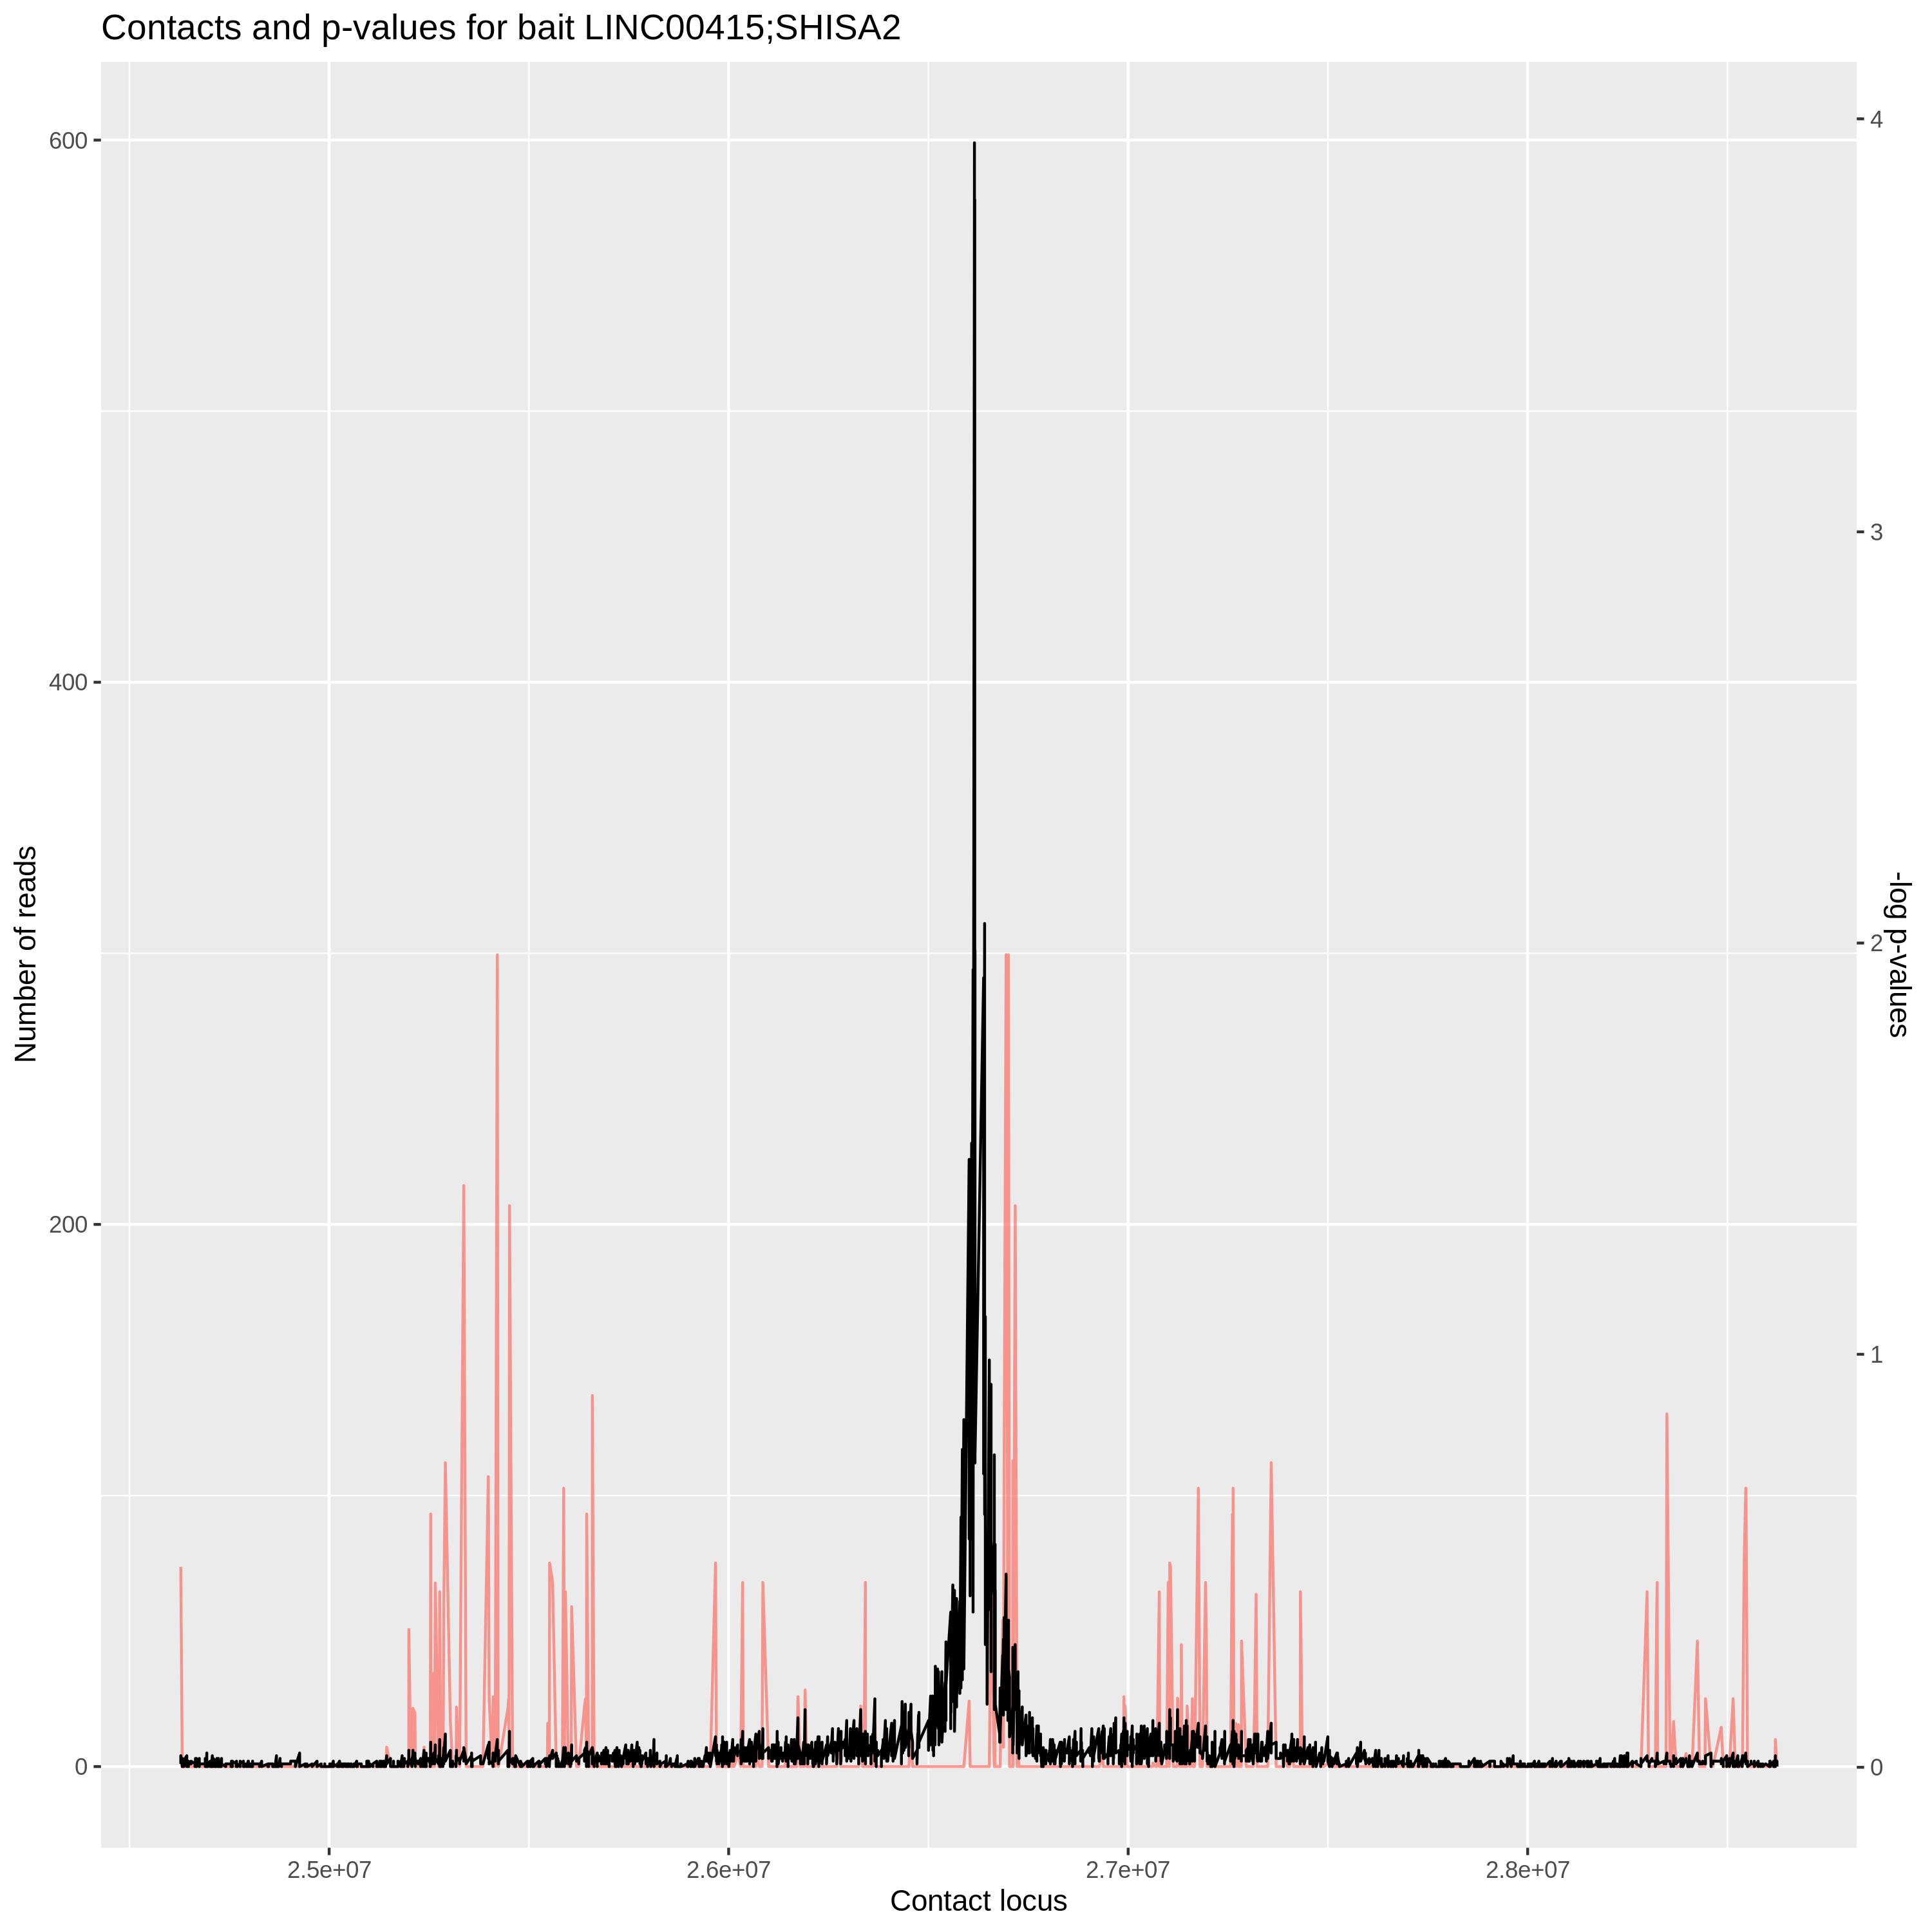 Contacts and p-values for bait LINC00415;SHISA2
600
400
200
0
Number of reads
4
3
2
1
0
-log p-values
2.5e+07
2.6e+07
2.7e+07
2.8e+07
Contact locus